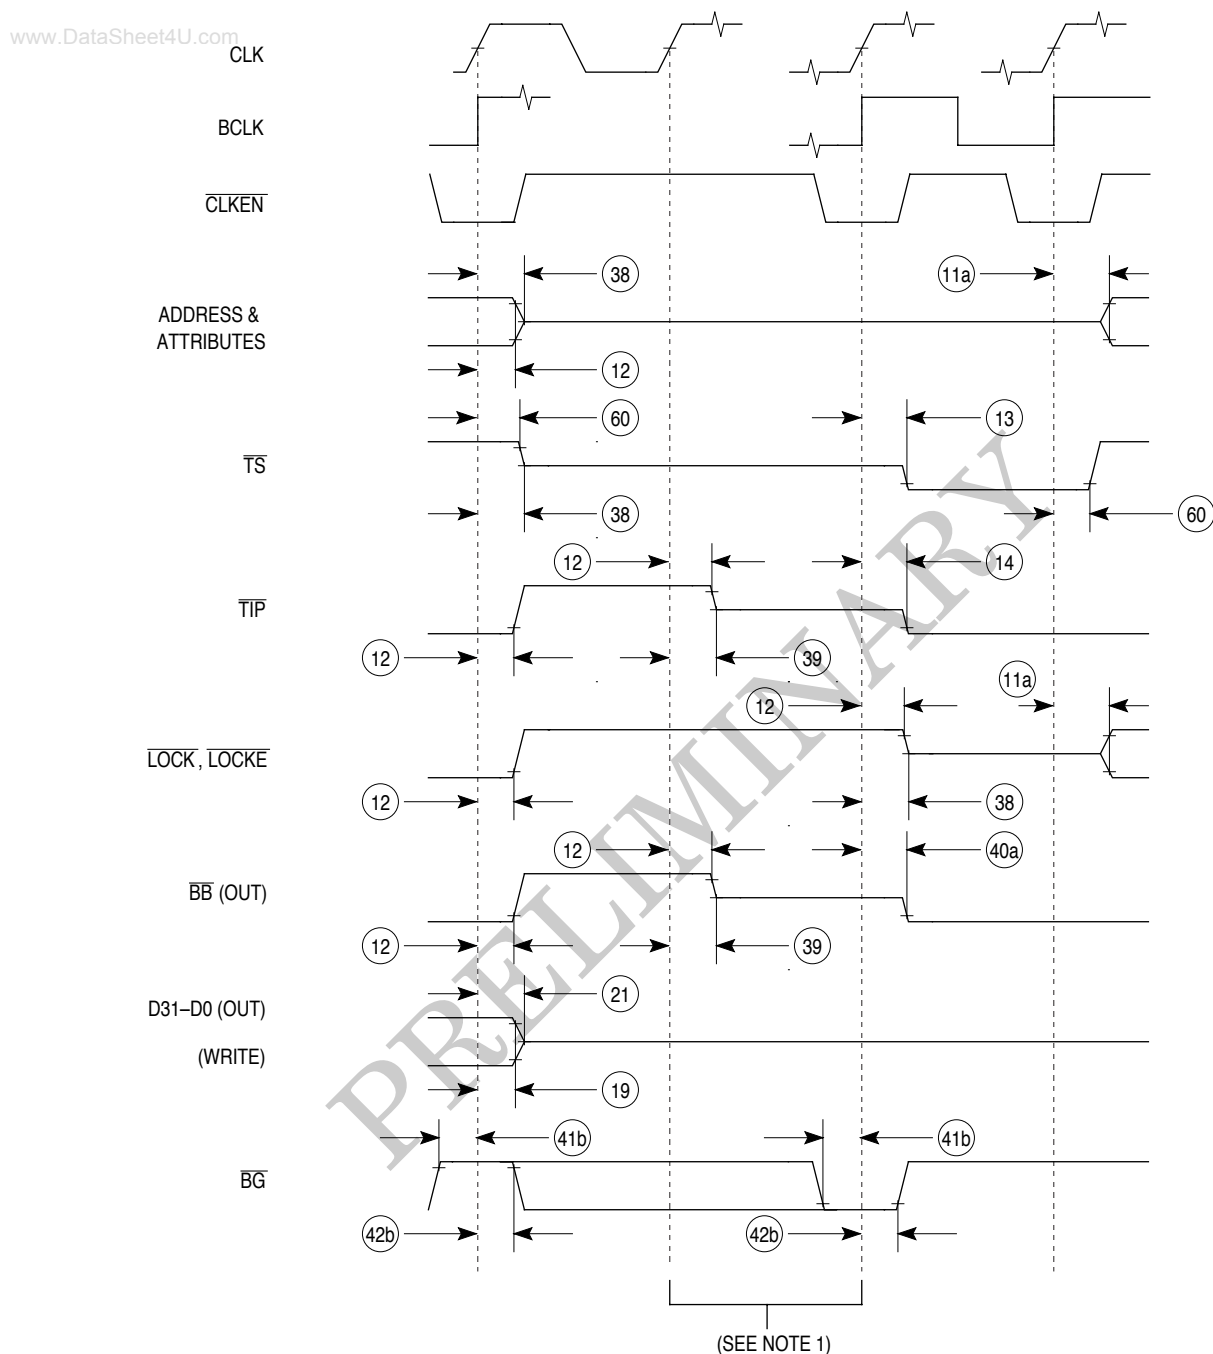 www.DataSheet4U.com
CLK
BCLK
CLKEN
38
11a
ADDRESS &
ATTRIBUTES
12
60
13
TS
38
60
12
14
TIP
12
39
11a
12
LOCK , LOCKE
12
38
12
40a
BB (OUT)
12
39
21
D31–D0 (OUT)
(WRITE)
19
41b
41b
BG
42b
42b
(SEE NOTE 1)
PRELIMINARY